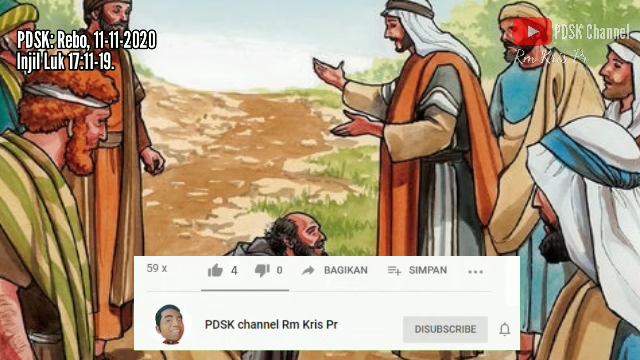 PDSK: Rebo, 11-11-2020
Injil Luk 17:11-19.
PDSK Channel
Rm Kris Pr
59 x
4
0
BAGIKAN
SIMPAN
PDSK channel Rm Kris Pr
DISUBSCRIBE